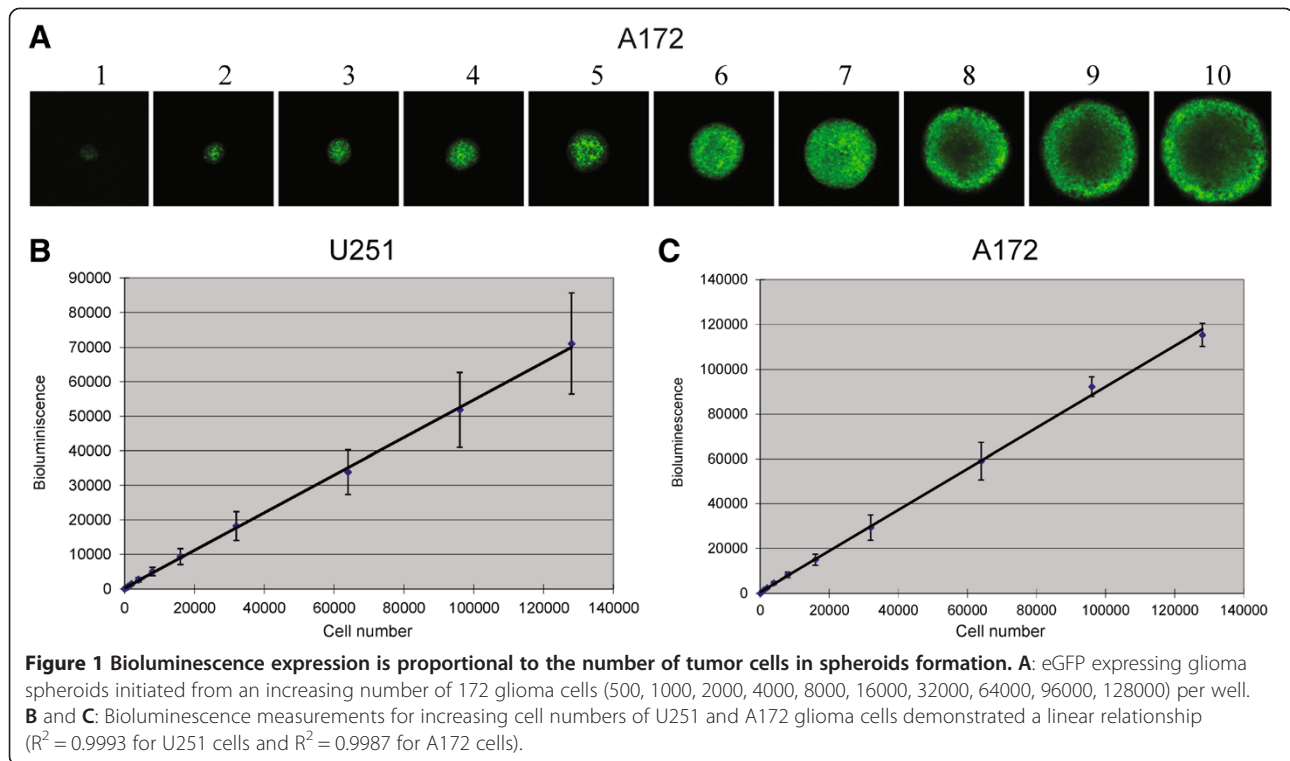 A
A172
1 2 3 4 5 6 7 8 9 10
B
U251
90000
80000
70000
60000
50000
40000
30000
20000
10000
0
Bioluminiscence
0 20000 40000 60000 80000 100000 120000 140000
Cell number
C
A172
140000
120000
100000
80000
60000
40000
20000
0
Bioluminescence
0 20000 40000 60000 80000 100000 120000 140000
Cell number
Figure 1 Bioluminescence expression is proportional to the number of tumor cells in spheroids formation. A: eGFP expressing glioma
spheroids initiated from an increasing number of 172 glioma cells (500, 1000, 2000, 4000, 8000, 16000, 32000, 64000, 96000, 128000) per well.
B and C: Bioluminescence measurements for increasing cell numbers of U251 and A172 glioma cells demonstrated a linear relationship
(R² = 0.9993 for U251 cells and R² = 0.9987 for A172 cells).